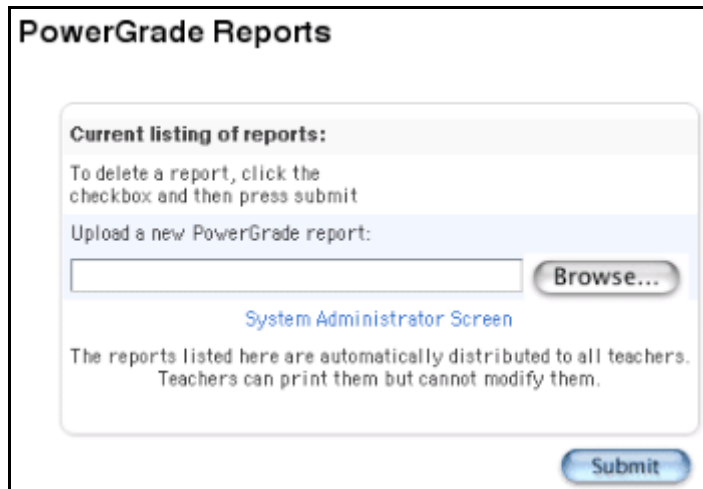 PowerGrade Reports
Current listing of reports:
To delete a report, click the
checkbox and then press submit
Upload a new PowerGrade report:
Browse...
System Administrator Screen
The reports listed here are automatically distributed to all teachers.
Teachers can print them but cannot modify them.
Submit